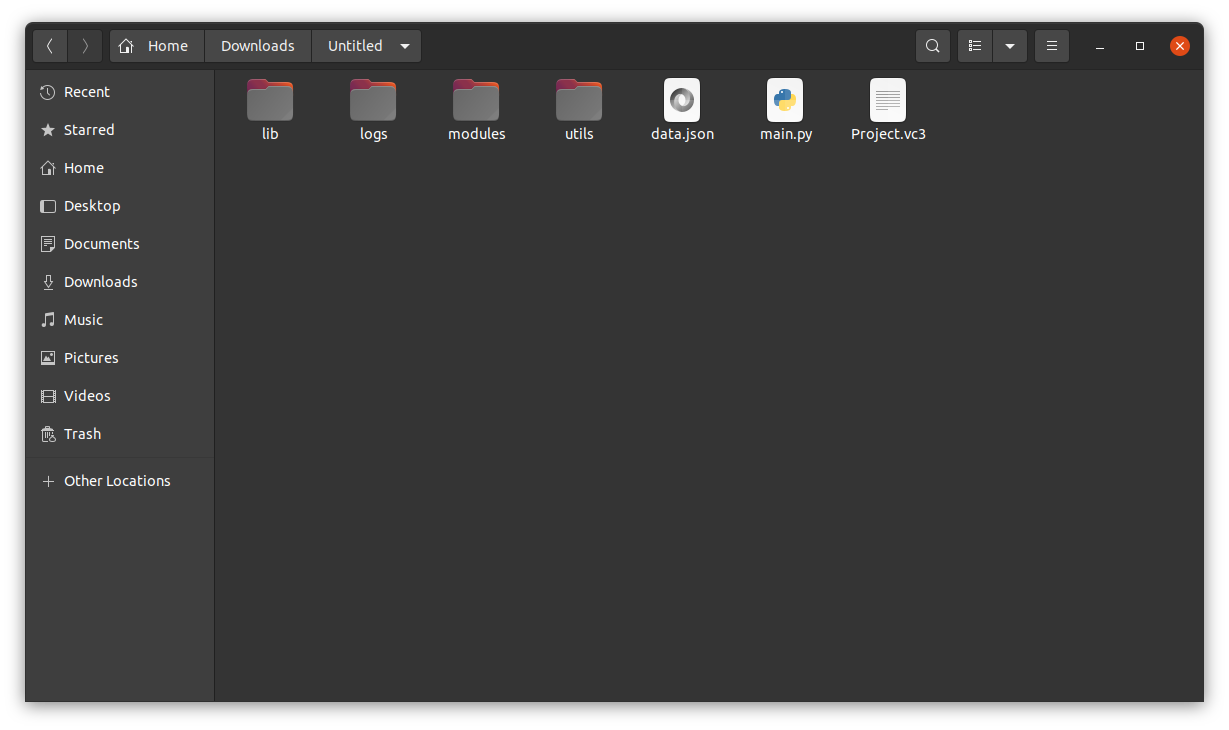 Home Downloads Untitled
Recent
Starred
Home
Desktop
Documents
Downloads
Music
Pictures
Videos
Trash
Other Locations
lib logs modules utils data.json main.py Project.vc3